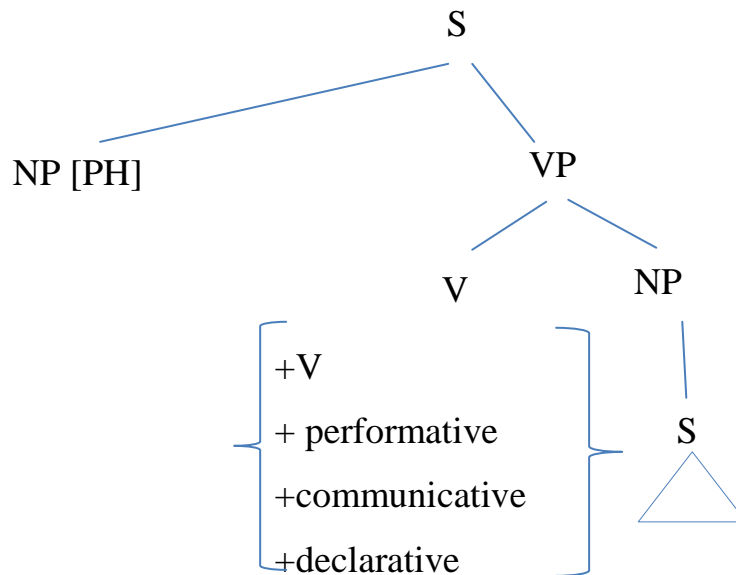 S
NP [PH] VP
V NP
+V
+ performative S
+communicative
+declarative